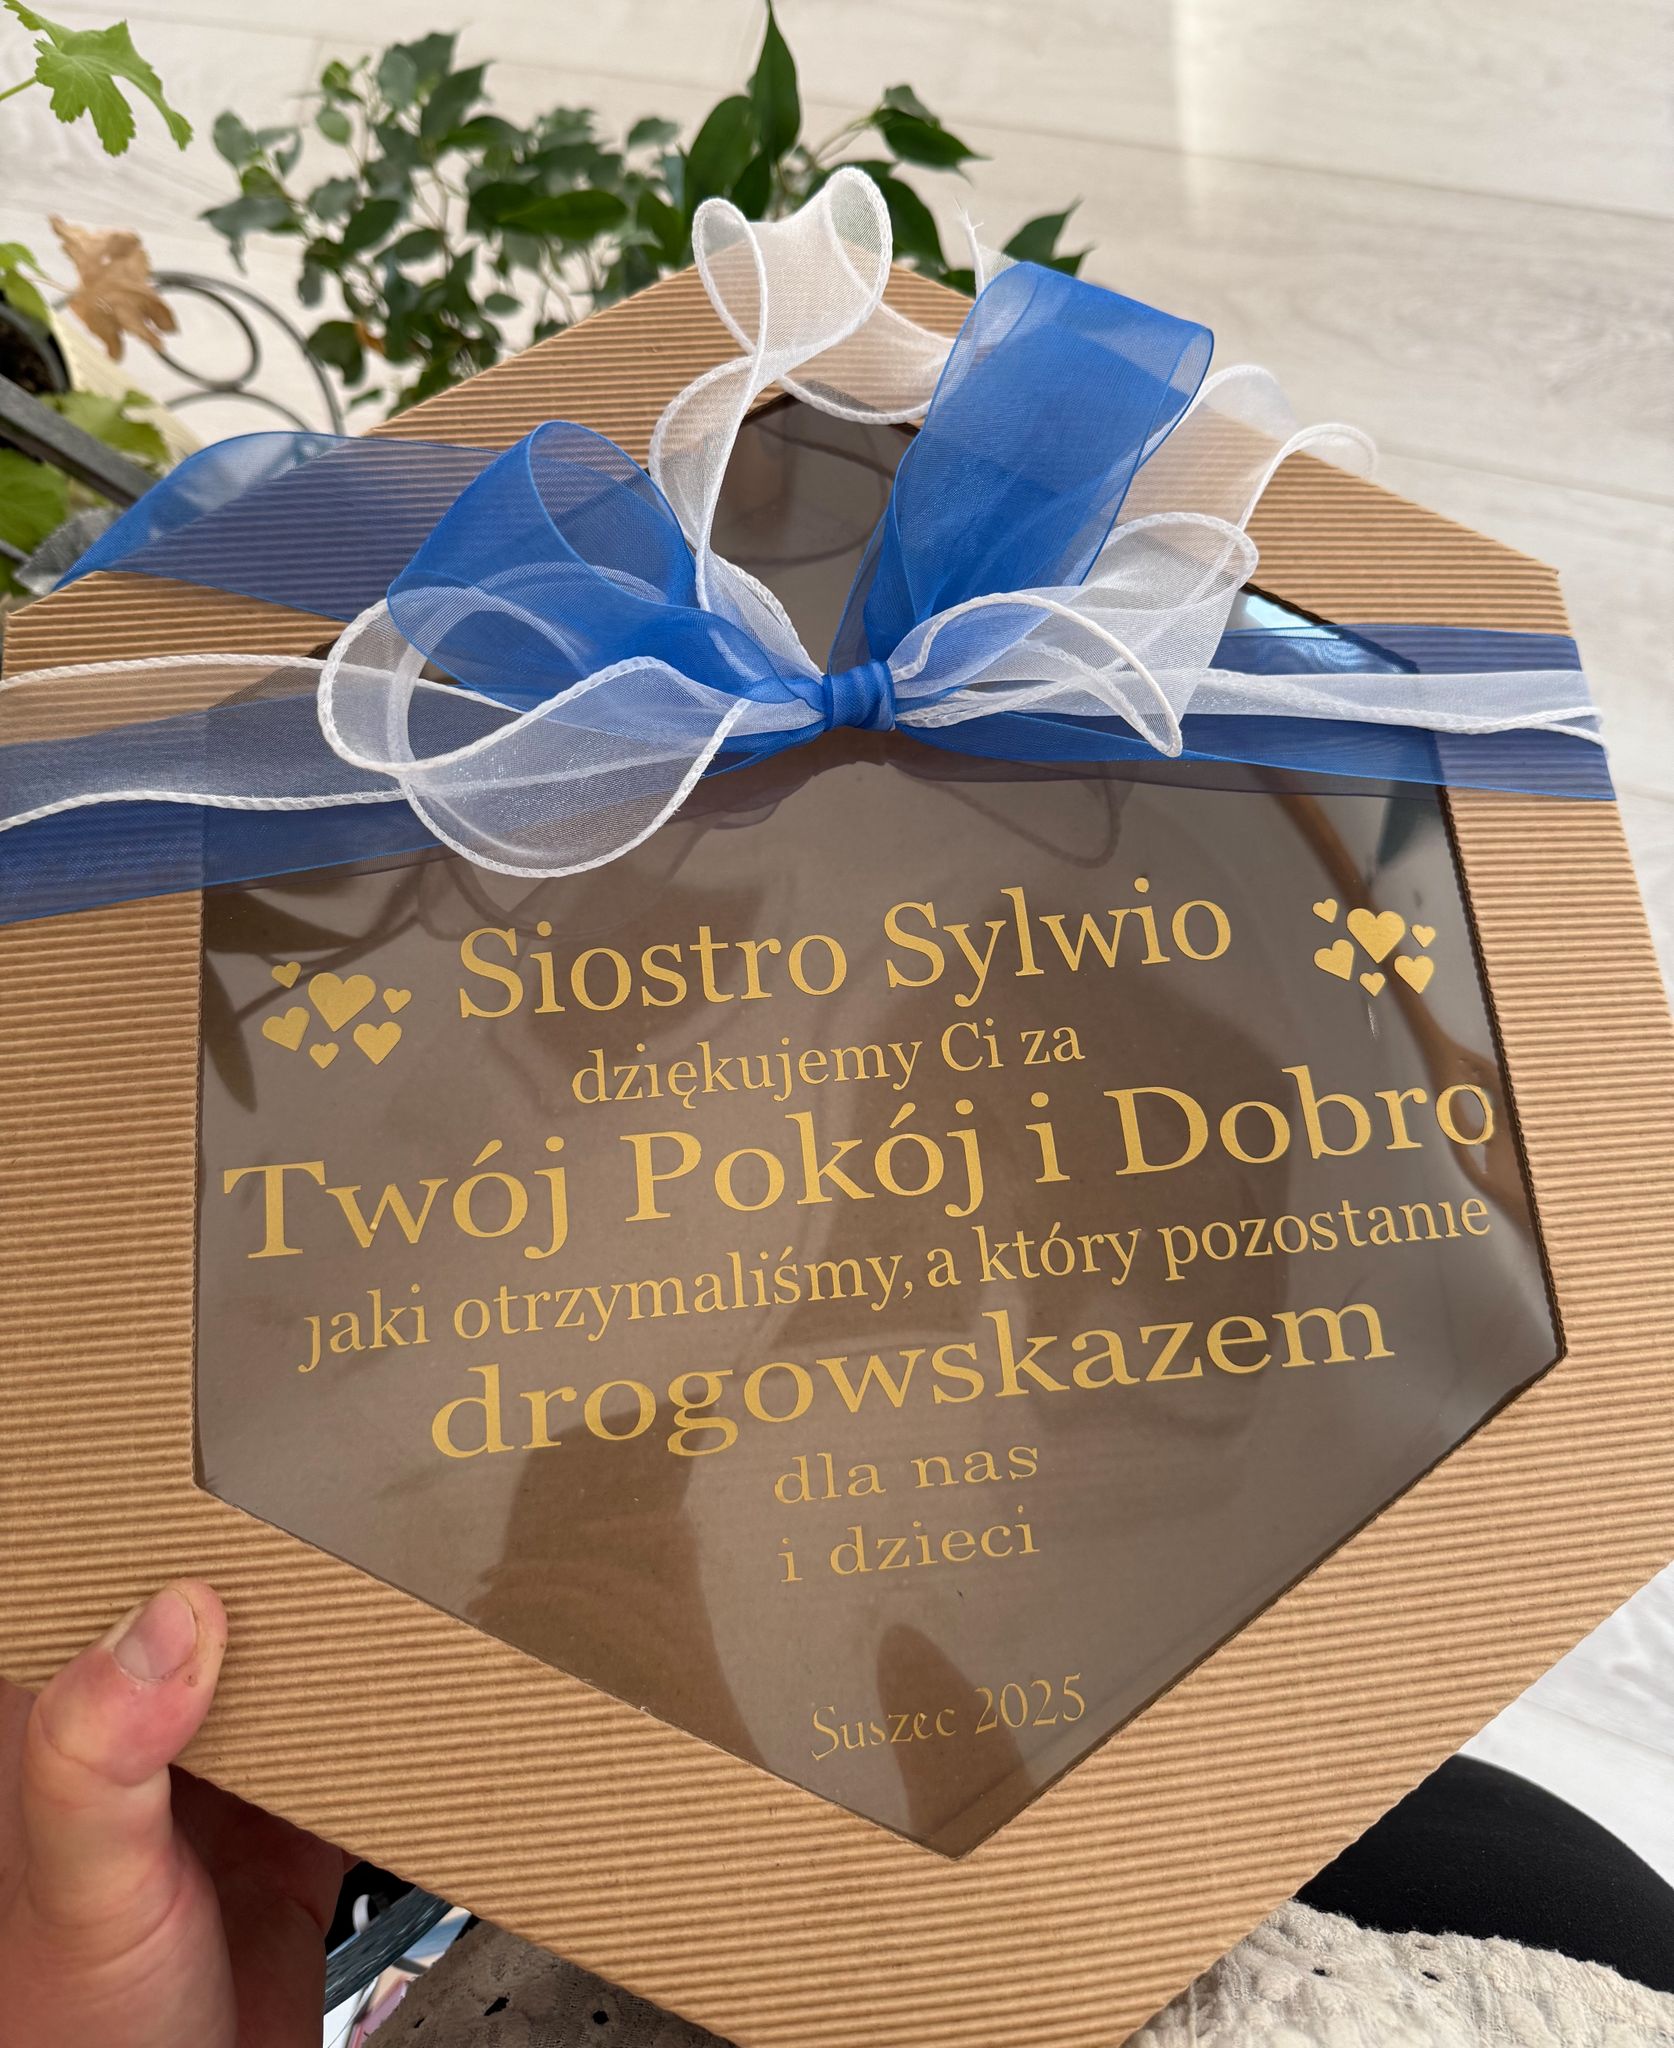 Siostro Sylwio
dziękujemy Ci za
Twój Pokój i Dobro
jaki otrzymaliśmy, a który pozostanie
drogowskazem
dla nas
i dzieci
Suszec 2025